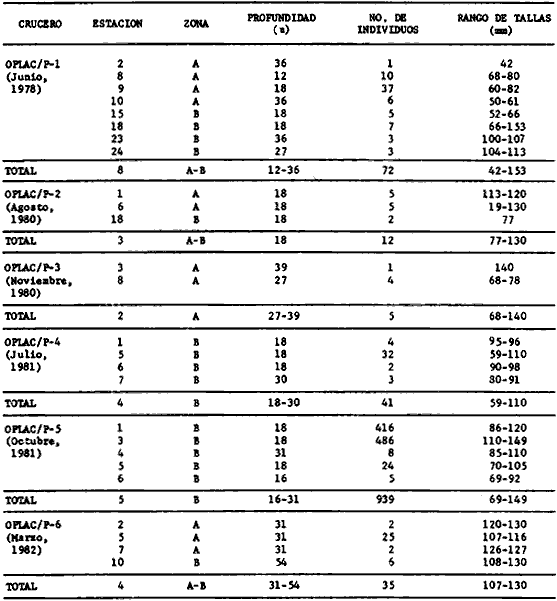 CRUCERO ESTACION ZONA PROFUNDIDAD (m) NO. DE INDIVIDUOS RANGO DE TALLAS (mm)
OPLAC/P-1 2 A 36 1 42
(Junio, 8 A 12 10 68-80
1978) 9 A 18 37 60-82
10 A 36 6 50-61
15 B 18 5 52-66
18 B 18 7 66-153
23 B 36 3 100-107
24 B 27 3 104-113
TOTAL 8 A-B 12-36 72 42-153
OPLAC/P-2 1 A 18 5 113-120
(Agosto, 6 A 18 5 19-130
1980) 18 B 18 2 77
TOTAL 3 A-B 18 12 77-130
OPLAC/P-3 3 A 39 1 140
(Noviembre, 8 A 27 4 68-78
1980)
TOTAL 2 A 27-39 5 68-140
OPLAC/P-4 1 B 18 4 95-96
(Julio, 5 B 18 32 59-110
1981) 6 B 18 2 90-98
7 B 30 3 80-91
TOTAL 4 B 18-30 41 59-110
OPLAC/P-5 1 B 18 416 86-120
(Octubre, 3 B 18 486 110-149
1981) 4 B 31 8 85-110
5 B 18 24 70-105
6 B 16 5 69-92
TOTAL 5 B 16-31 939 69-149
OPLAC/P-6 2 A 31 2 120-130
(Marzo, 5 A 31 25 107-116
1982) 7 A 31 2 126-127
10 B 54 6 108-130
TOTAL 4 A-B 31-54 35 107-130